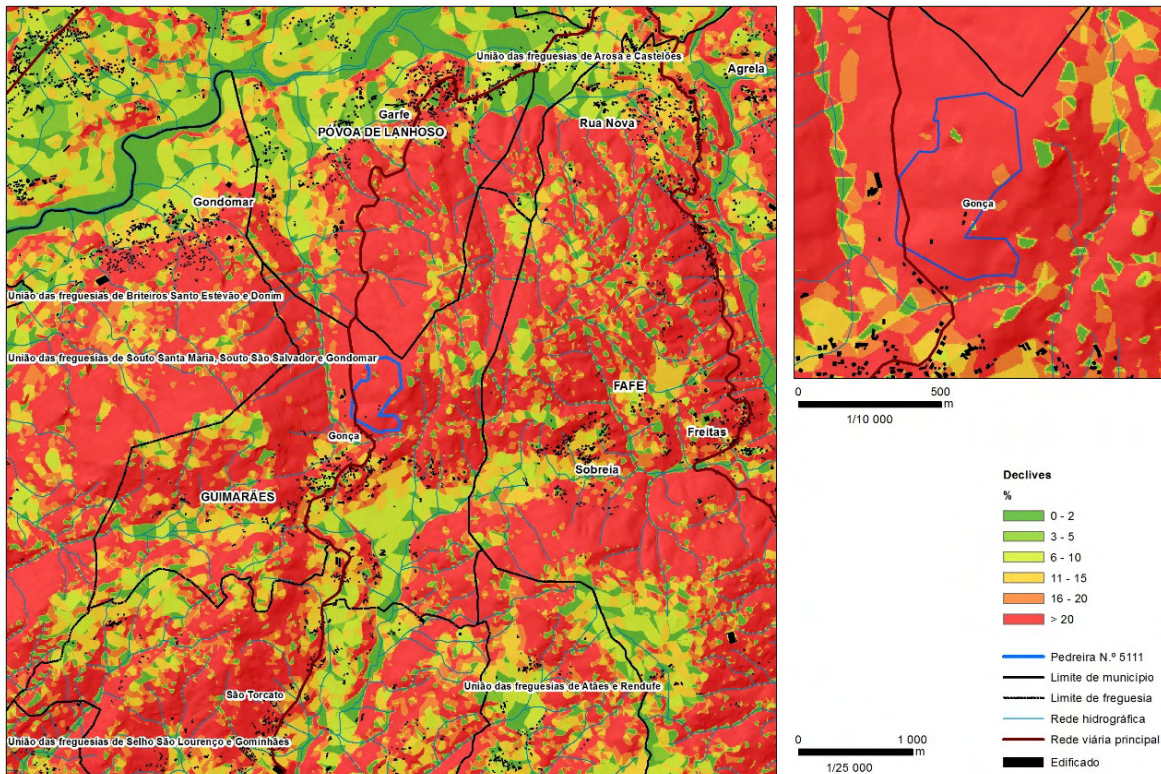 União das freguesias de Arosa e Castelões
Agrela
Garfe
PÓVOA DE LANHOSO
Rua Nova
Gondomar
União das freguesias de Briteiros Santo Estêvão e Donim
União das freguesias de Souto Santa Maria, Souto São Salvador e Gondomar
FAFE
Gonça
Freitas
Sobreia
GUIMARÃES
São Torcato
União das freguesias de Atães e Rendufe
União das freguesias de Selho São Lourenço e Gominhães
Gonça
0 500
m
1/10 000
Declives
%
0 - 2
3 - 5
6 - 10
11 - 15
16 - 20
> 20
Pedreira N.º 5111
Limite de município
Limite de freguesia
Rede hidrográfica
Rede viária principal
Edificado
0 1 000
m
1/25 000